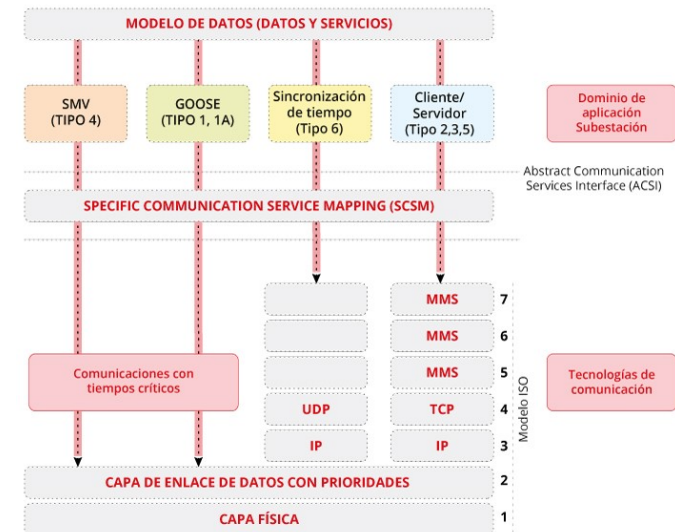 MODELO DE DATOS (DATOS Y SERVICIOS)
SMV
(TIPO 4)
GOOSE
(TIPO 1, 1A)
Sincronización
de tiempo
(Tipo 6)
Cliente/
Servidor
(Tipo 2,3,5)
Dominio de
aplicación
Subestación
Abstract Communication
Services Interface (ACSI)
SPECIFIC COMMUNICATION SERVICE MAPPING (SCSM)
MMS
7
MMS
6
MMS
5
Comunicaciones con
tiempos críticos
Tecnologías de
comunicación
UDP
TCP
4
IP
IP
3
Modelo ISO
CAPA DE ENLACE DE DATOS CON PRIORIDADES
2
CAPA FÍSICA
1